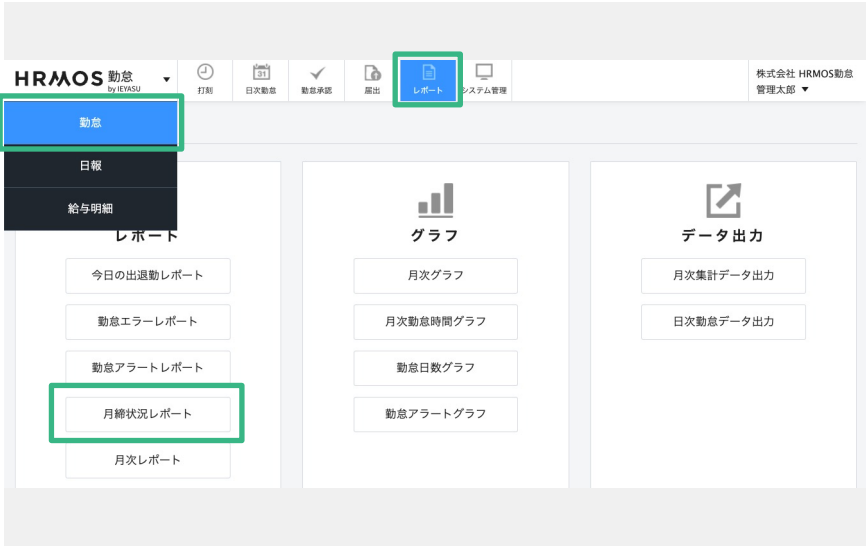 HRMOS 勤怠 ▼
by IEYASU
打刻
31
日次勤怠
勤怠承認
届出
レポート
システム管理
株式会社 HRMOS勤怠
管理太郎 ▼
勤怠
日報
給与明細
レポート
今日の出退勤レポート
勤怠エラーレポート
勤怠アラートレポート
月締状況レポート
月次レポート
グラフ
月次グラフ
月次勤怠時間グラフ
勤怠日数グラフ
勤怠アラートグラフ
データ出力
月次集計データ出力
日次勤怠データ出力